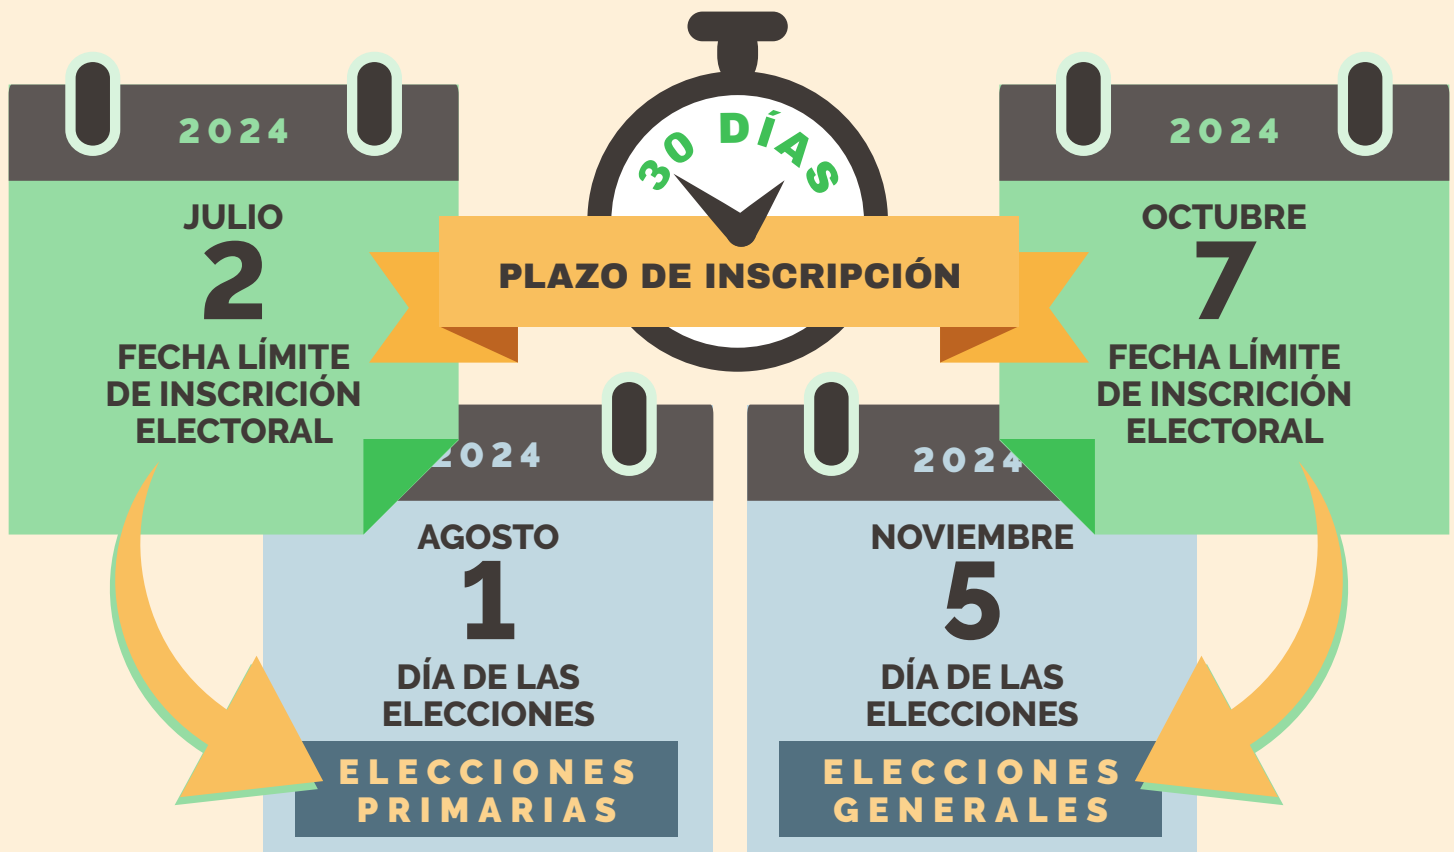 2024
JULIO
2
FECHA LÍMITE
DE INSCRICIÓN
ELECTORAL
30 DÍAS
PLAZO DE INSCRIPCIÓN
2024
OCTUBRE
7
FECHA LÍMITE
DE INSCRICIÓN
ELECTORAL
2024
AGOSTO
1
DÍA DE LAS
ELECCIONES
ELECCIONES
PRIMARIAS
2024
NOVIEMBRE
5
DÍA DE LAS
ELECCIONES
ELECCIONES
GENERALES